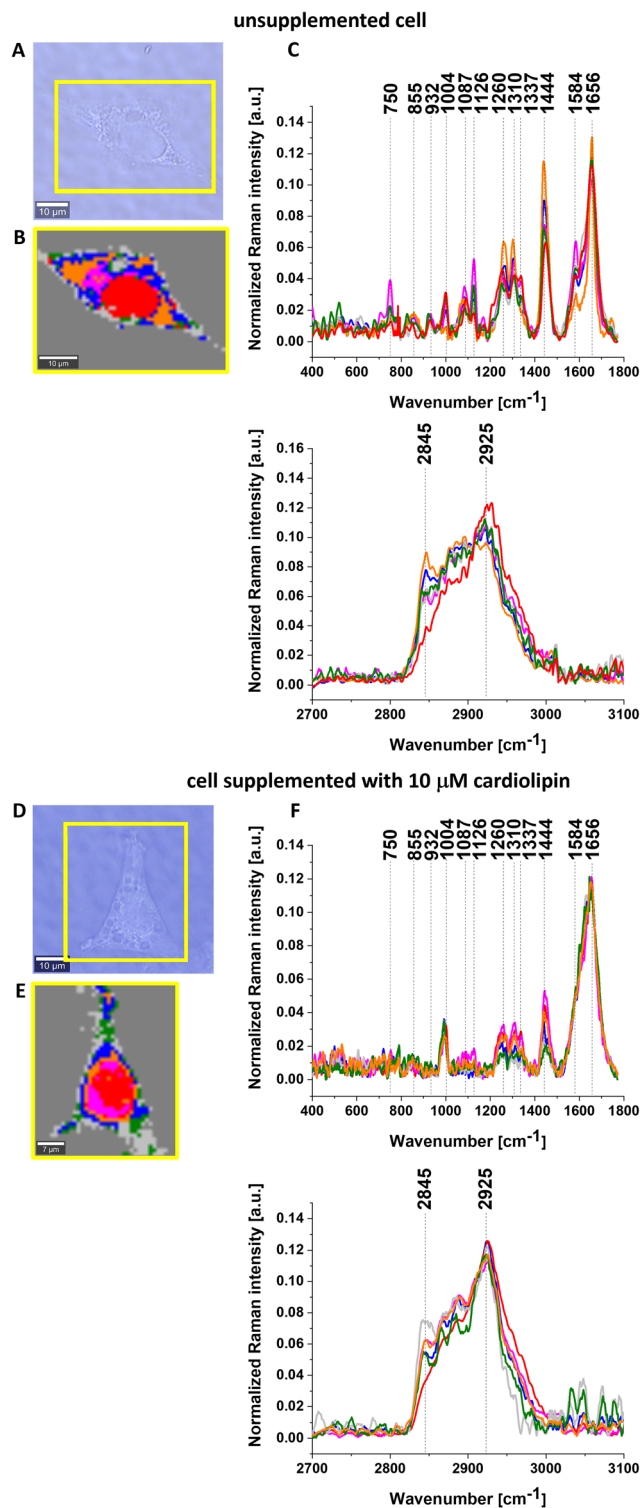 unsupplemented cell
A
C
10 µm
B
10 µm
750 855 932 1004 1087 1126 1260 1310 1337 1444 1584 1656
Normalized Raman intensity [a.u.]
0.14
0.12
0.10
0.08
0.06
0.04
0.02
0.00
400 600 800 1000 1200 1400 1600 1800
Wavenumber [cm-1]
2845 2925
Normalized Raman intensity [a.u.]
0.16
0.14
0.12
0.10
0.08
0.06
0.04
0.02
0.00
2700 2800 2900 3000 3100
Wavenumber [cm-1]
cell supplemented with 10 µM cardiolipin
D
F
10 µm
E
7 µm
750 855 932 1004 1087 1126 1260 1310 1337 1444 1584 1656
Normalized Raman intensity [a.u.]
0.14
0.12
0.10
0.08
0.06
0.04
0.02
0.00
400 600 800 1000 1200 1400 1600 1800
Wavenumber [cm-1]
2845 2925
Normalized Raman intensity [a.u.]
0.14
0.12
0.10
0.08
0.06
0.04
0.02
0.00
2700 2800 2900 3000 3100
Wavenumber [cm-1]